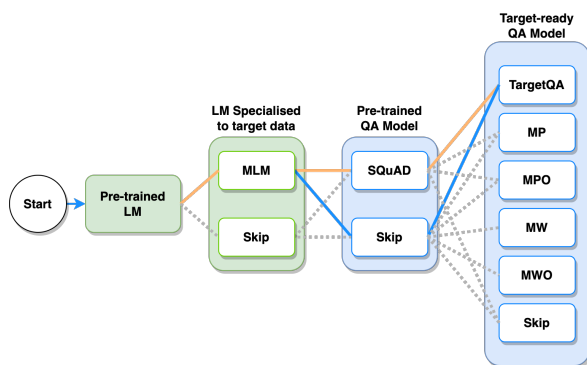 Target-ready
QA Model
TargetQA
LM Specialised
to target data
Pre-trained
QA Model
MP
MLM
SQuAD
MPO
Start
Pre-trained
LM
MW
Skip
Skip
MWO
Skip